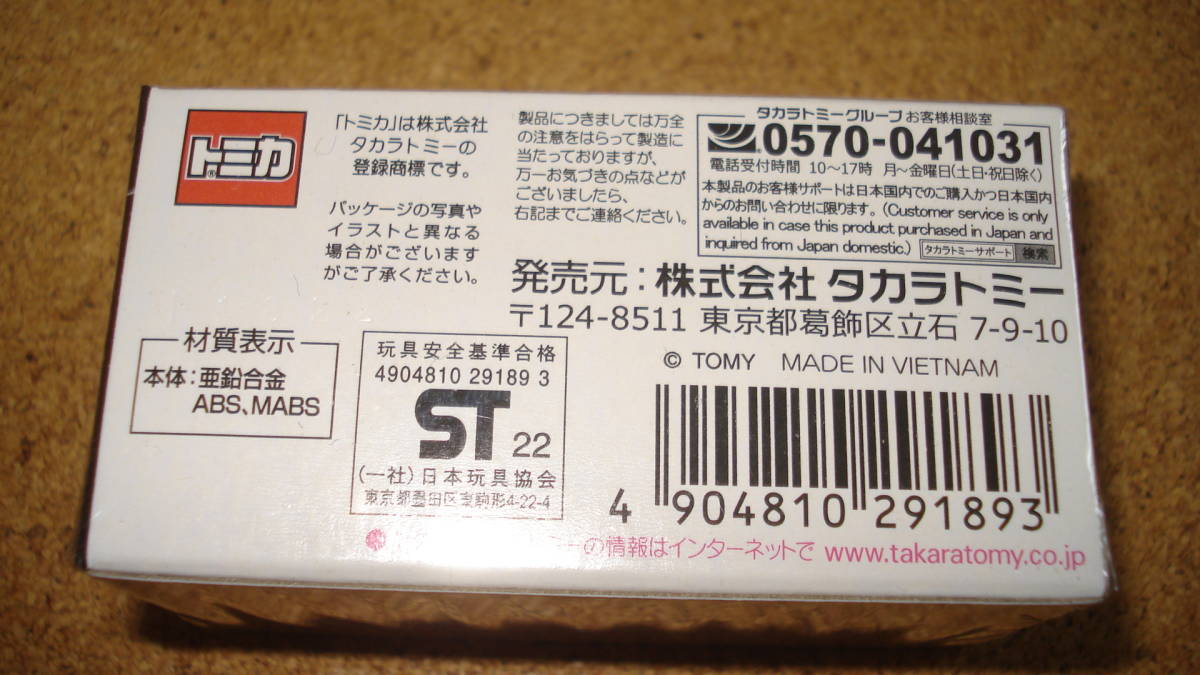 トミカ
®
「トミカ」は株式会社
タカラトミーの
登録商標です。
パッケージの写真や
イラストと異なる
場合がございます
がご了承ください。
製品につきましては万全
の注意をはらって製造に
当たっておりますが、
万一お気づきの点などが
ございましたら、
右記までご連絡ください。
タカラトミーグループ お客様相談室
0570-041031
電話受付時間 10~17時 月~金曜日(土日・祝日除く)
本製品のお客様サポートは日本国内でのご購入かつ日本国内
からのお問い合わせに限ります。(Customer service is only
available in case this product purchased in Japan and
inquired from Japan domestic.) タカラトミーサポート 検索
発売元:株式会社 タカラトミー
〒124-8511 東京都葛飾区立石 7-9-10
© TOMY MADE IN VIETNAM
材質表示
本体:亜鉛合金
ABS、MABS
玩具安全基準合格
4904810 29189 3
ST 22
(一社)日本玩具協会
東京都墨田区東駒形4-22-4
4 904810 291893
の情報はインターネットで www.takaratomy.co.jp